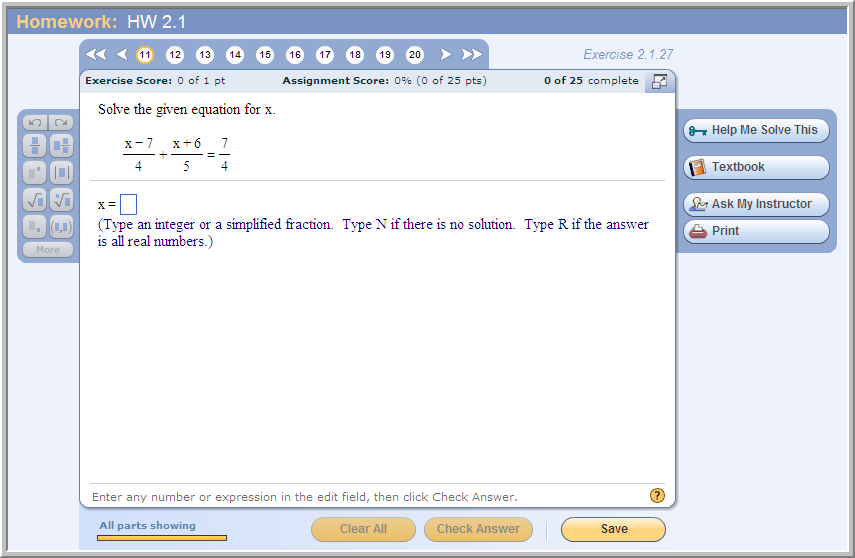 Homework: HW 2.1
11 12 13 14 15 16 17 18 19 20
Exercise 2.1.27
Exercise Score: 0 of 1 pt Assignment Score: 0% (0 of 25 pts) 0 of 25 complete
Solve the given equation for x.
x − 7 x + 6 7
+ =
4 5 4
x =
(Type an integer or a simplified fraction. Type N if there is no solution. Type R if the answer
is all real numbers.)
More
Help Me Solve This
Textbook
Ask My Instructor
Print
Enter any number or expression in the edit field, then click Check Answer. ?
All parts showing
Clear All Check Answer Save